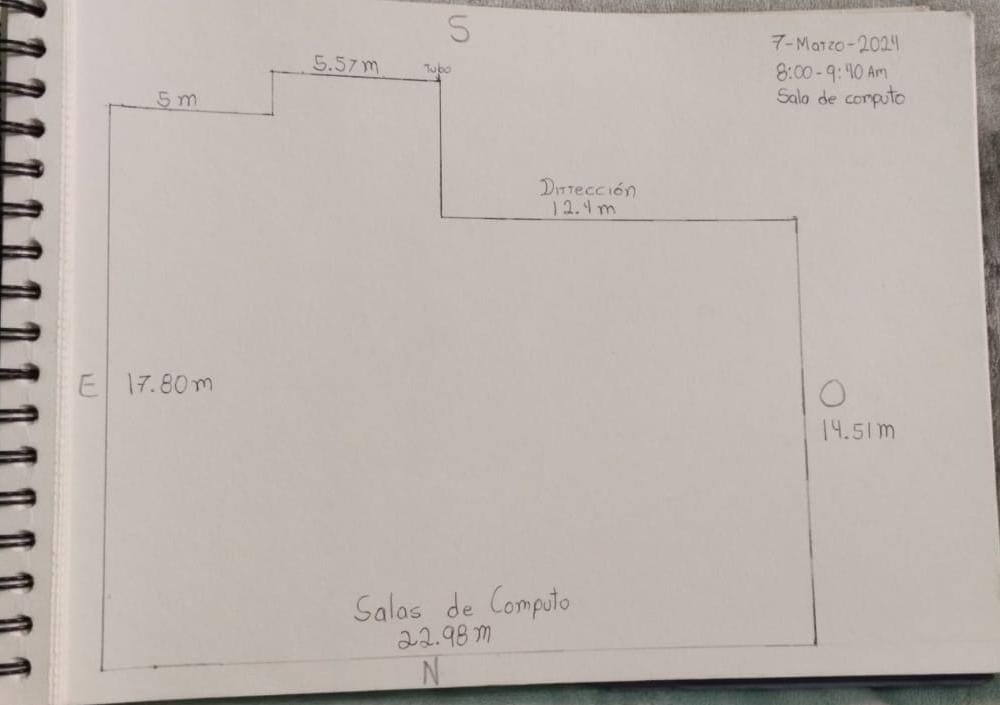 S
7-Marzo-2024
8:00-9:40 Am
Sala de computo
5.57m
Tubo
5 m
Dirrección
12.4m
E
17.80m
O
14.51m
Salas de Computo
22.98m
N